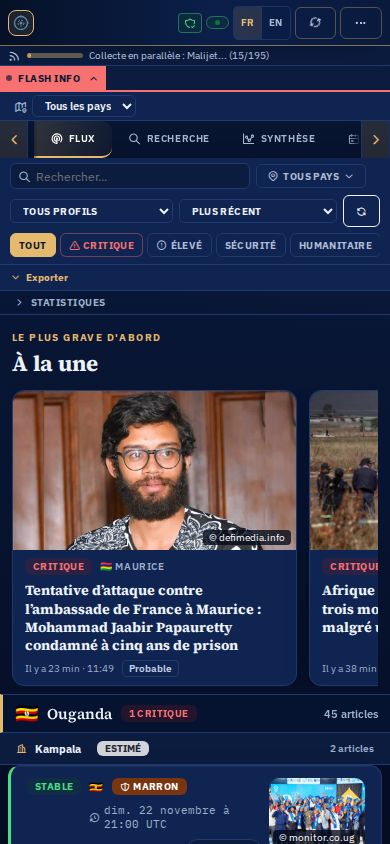 FR EN
Collecte en parallèle : Malijet... (15/195)
FLASH INFO
Tous les pays
FLUX RECHERCHE SYNTHÈSE
Rechercher... TOUS PAYS
TOUS PROFILS PLUS RÉCENT
TOUT CRITIQUE ÉLEVÉ SÉCURITÉ HUMANITAIRE
Exporter
STATISTIQUES
LE PLUS GRAVE D'ABORD
À la une
© defimedia.info
CRITIQUE MAURICE
Tentative d'attaque contre
l'ambassade de France à Maurice :
Mohammad Jaabir Papauretty
condamné à cinq ans de prison
Il y a 23 min · 11:49 Probable
CRITIQUE
Afrique
trois mo
malgré u
Il y a 38 min
Ouganda 1 CRITIQUE 45 articles
Kampala ESTIMÉ 2 articles
STABLE MARRON
dim. 22 novembre à
21:00 UTC
© monitor.co.ug